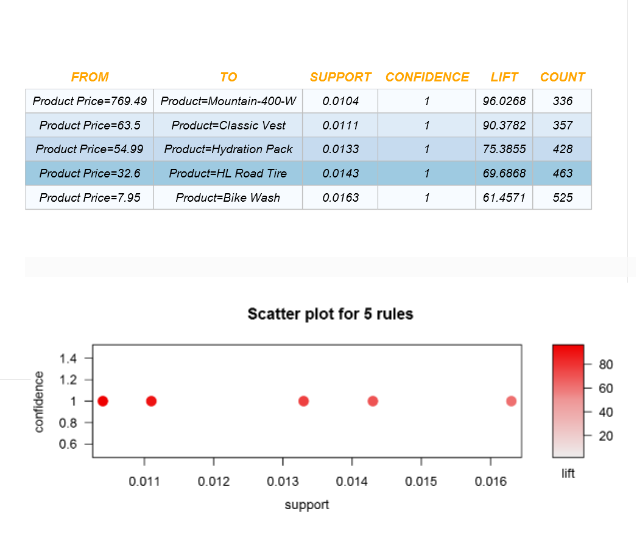 FROM TO SUPPORT CONFIDENCE LIFT COUNT
Product Price=769.49 Product=Mountain-400-W 0.0104 1 96.0268 336
Product Price=63.5 Product=Classic Vest 0.0111 1 90.3782 357
Product Price=54.99 Product=Hydration Pack 0.0133 1 75.3855 428
Product Price=32.6 Product=HL Road Tire 0.0143 1 69.6868 463
Product Price=7.95 Product=Bike Wash 0.0163 1 61.4571 525
Scatter plot for 5 rules
confidence
1.4
1.2
1
0.8
0.6
0.011 0.012 0.013 0.014 0.015 0.016
support
80
60
40
20
lift